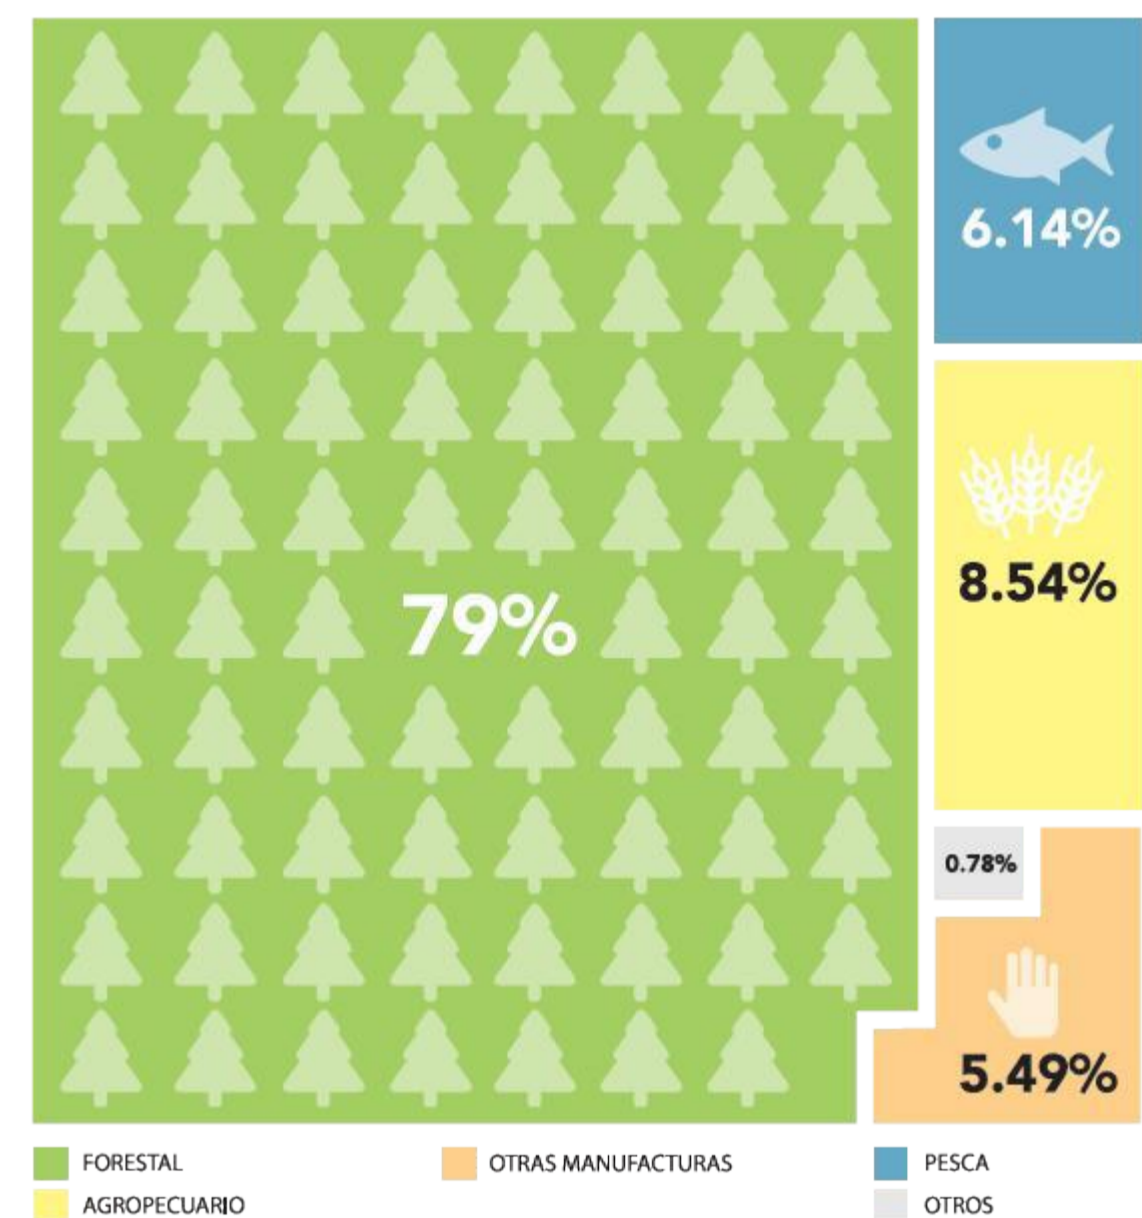 6.14%
8.54%
79%
0.78%
5.49%
FORESTAL
OTRAS MANUFACTURAS
PESCA
AGROPECUARIO
OTROS